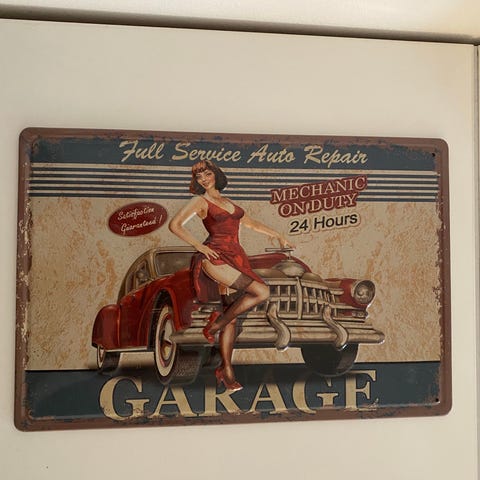 Full Service Auto Repair
MECHANIC
ON DUTY
24 Hours
Satisfaction
Guaranteed!
GARAGE